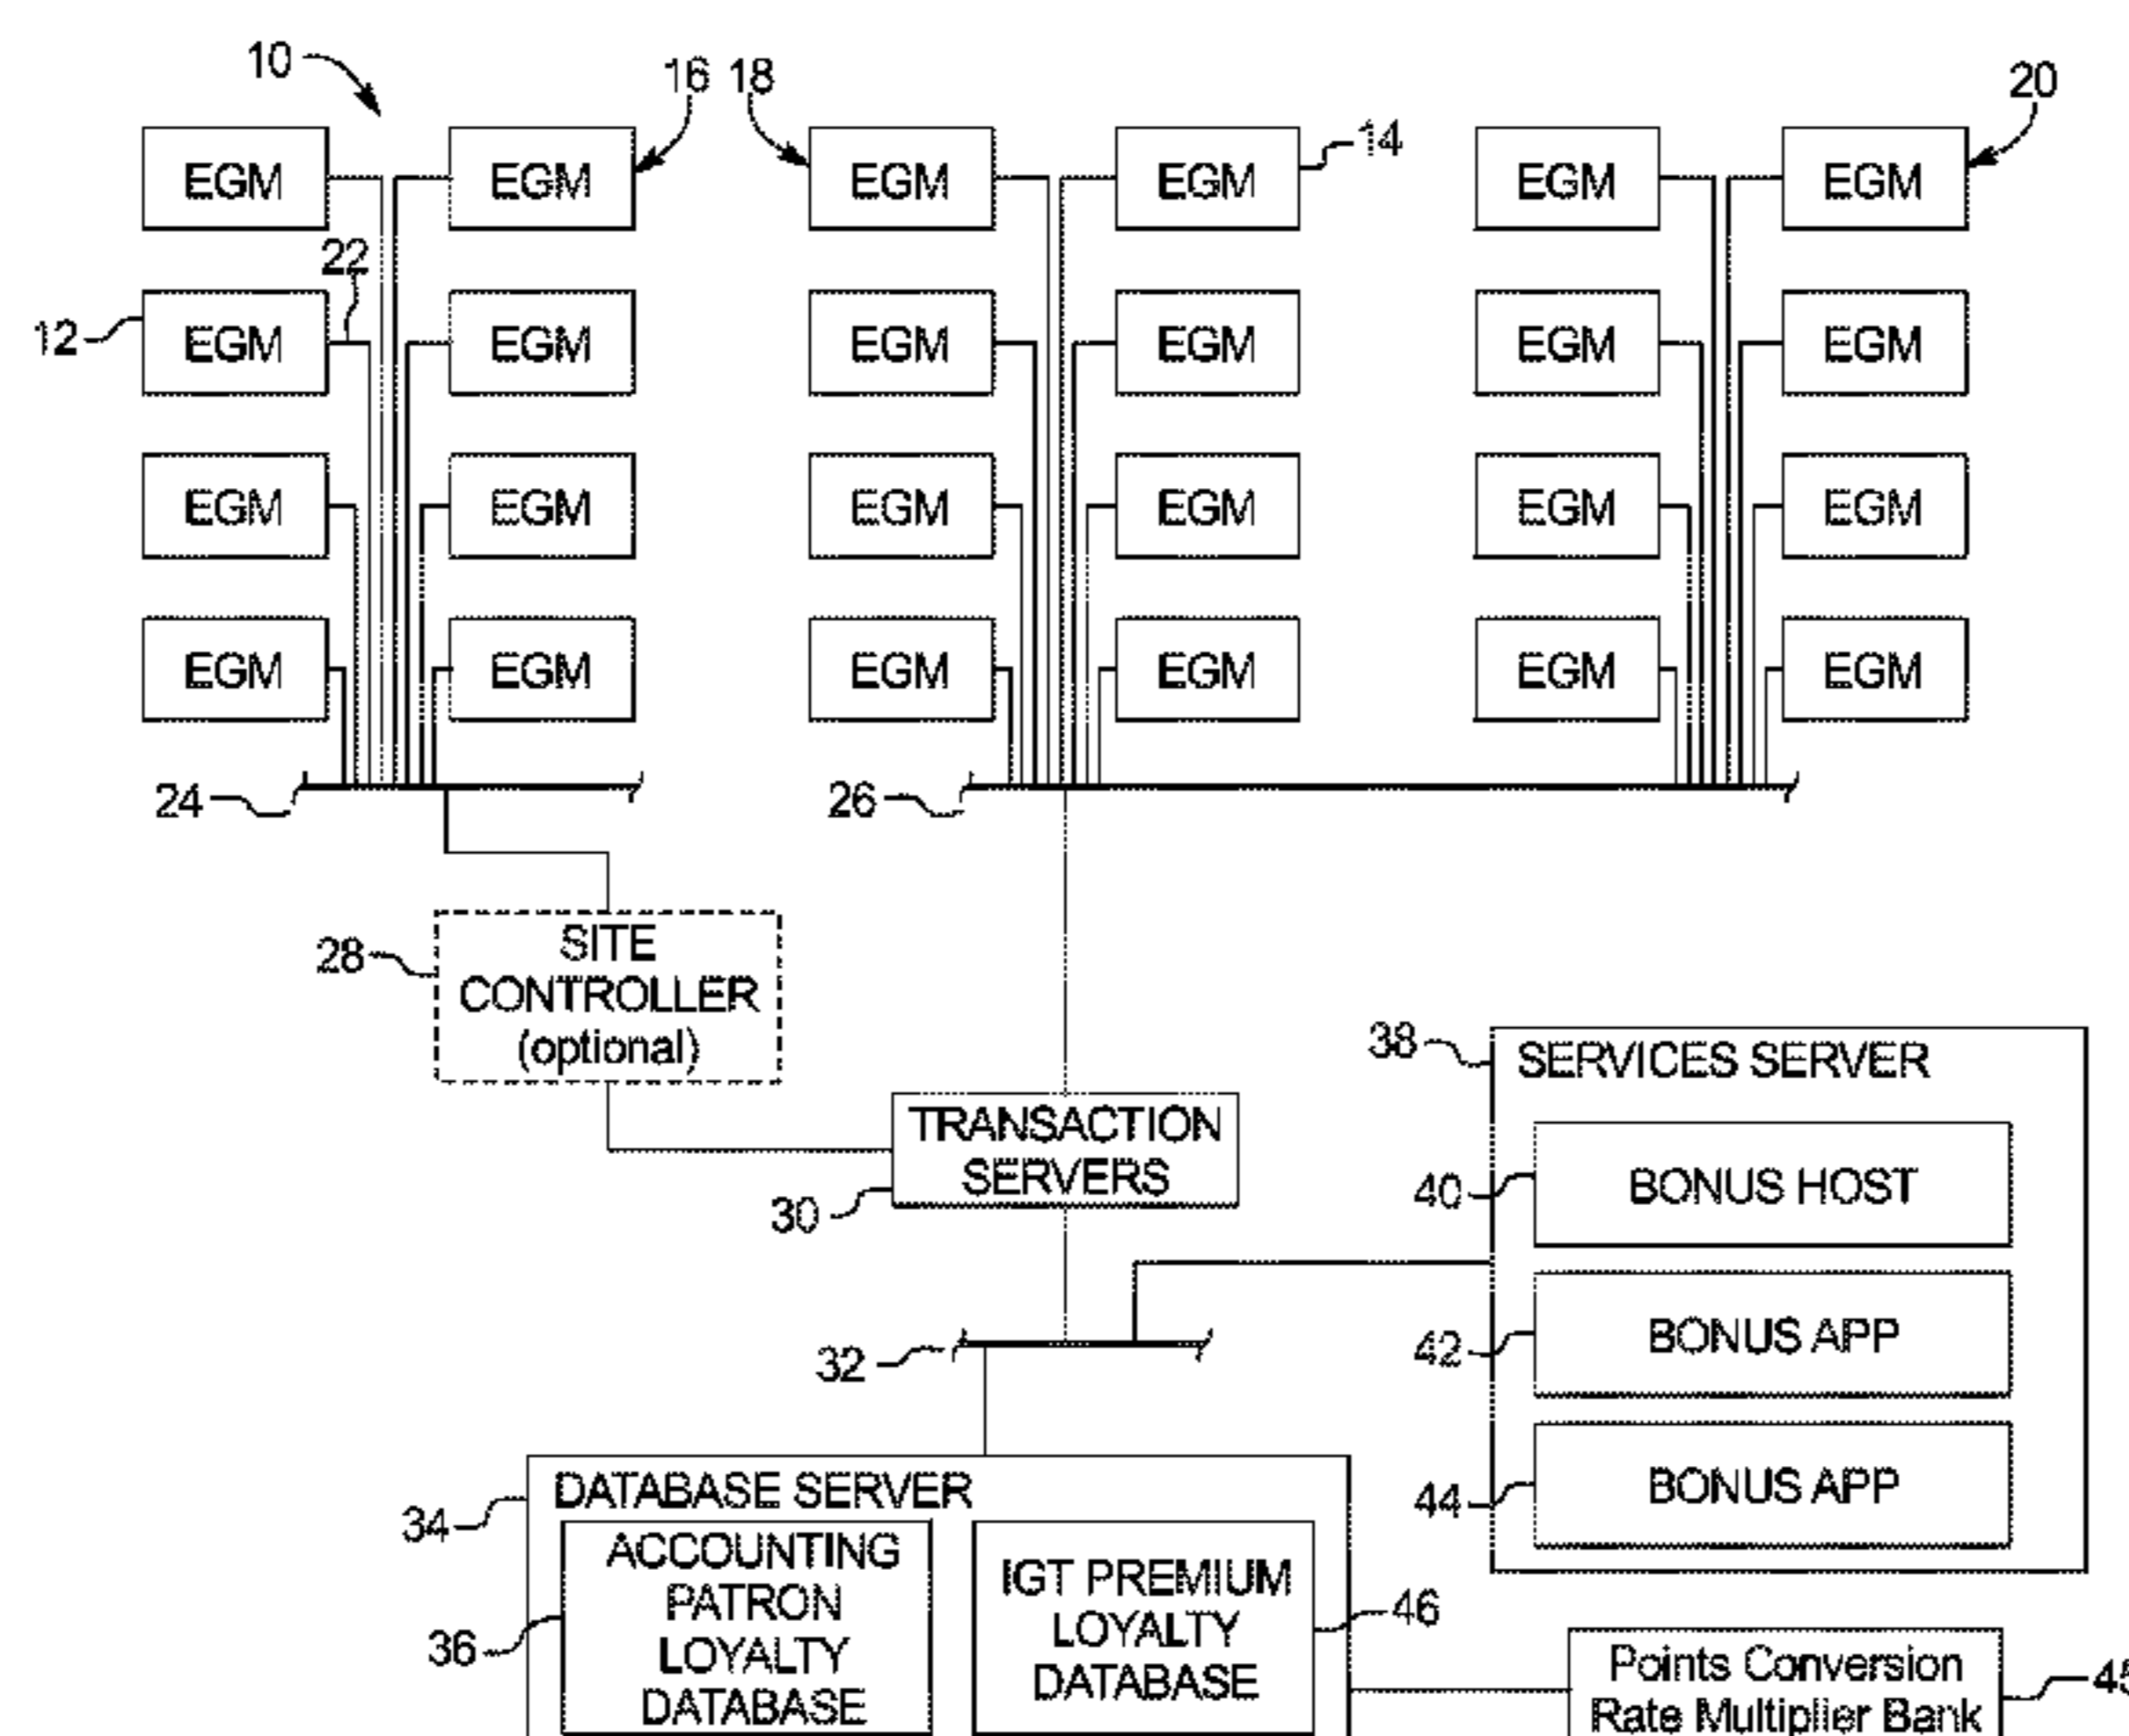 10
16 18
20
EGM EGM EGM EGM 14 EGM EGM
22
12 EGM EGM EGM EGM EGM EGM
EGM EGM EGM EGM EGM EGM
EGM EGM EGM EGM EGM EGM
24
26
28
SITE
CONTROLLER
(optional)
TRANSACTION
SERVERS
30
32
38
SERVICES SERVER
40
BONUS HOST
42
BONUS APP
44
BONUS APP
34
DATABASE SERVER
36
ACCOUNTING
PATRON
LOYALTY
DATABASE
IGT PREMIUM
LOYALTY
DATABASE
46
Points Conversion
Rate Multiplier Bank
45